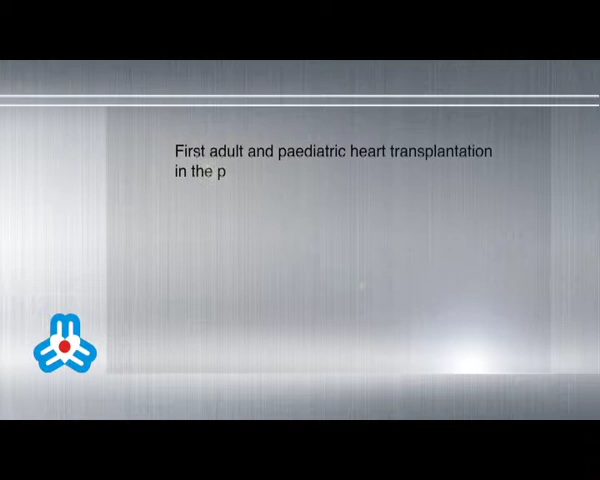 First adult and paediatric heart transplantation
in the p